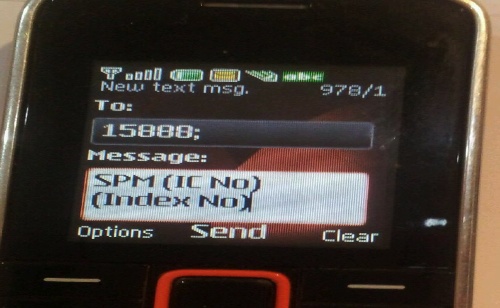 New text msg. 978/1
To:
15888;
Message:
SPM (IC No)
(Index No)
Options Send Clear